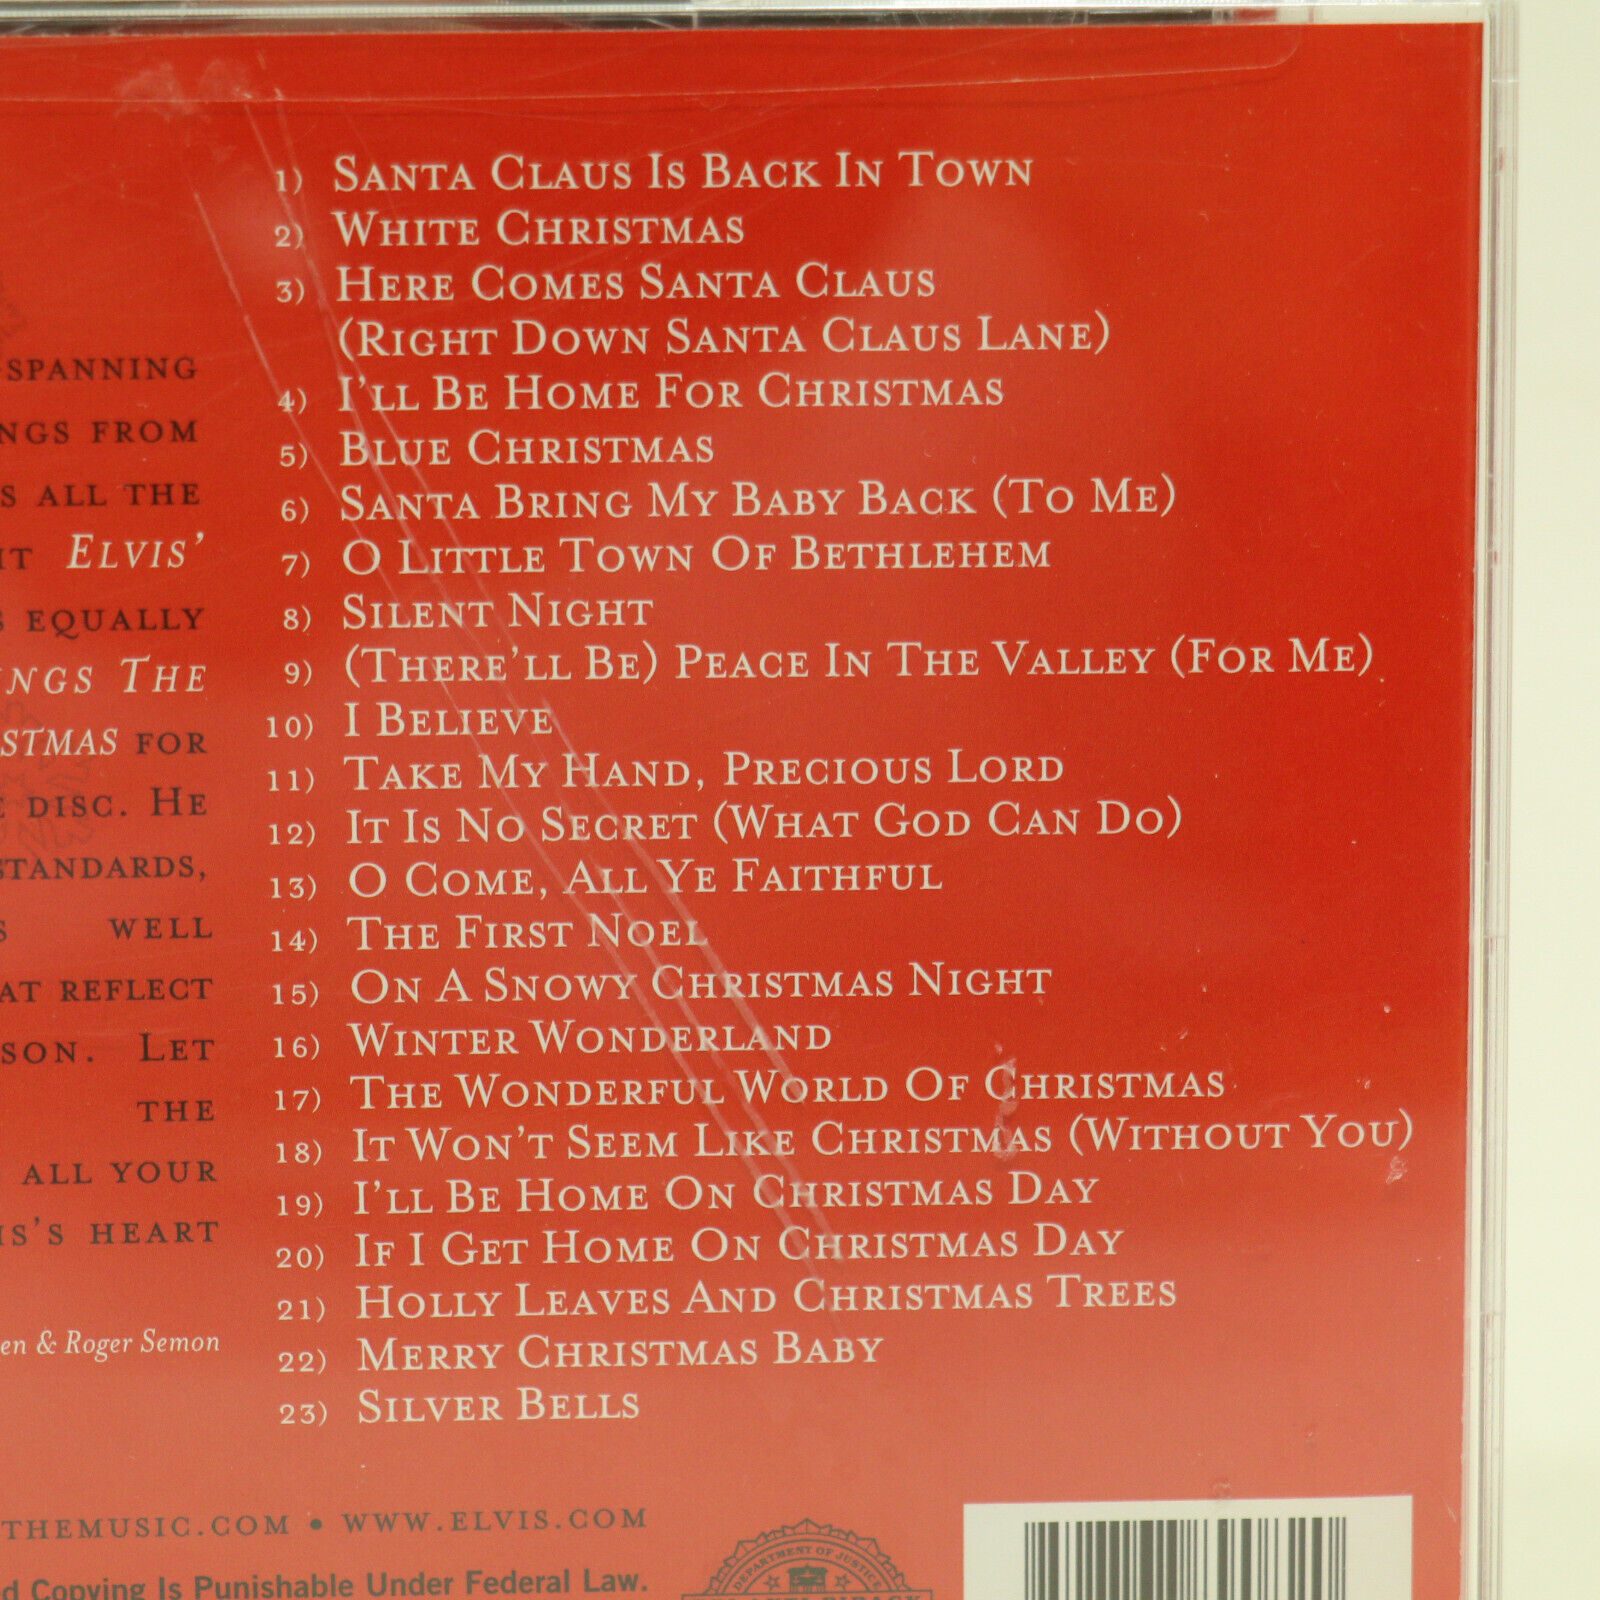 1) Santa Claus Is Back In Town
2) White Christmas
3) Here Comes Santa Claus
(Right Down Santa Claus Lane)
4) I'll Be Home For Christmas
5) Blue Christmas
6) Santa Bring My Baby Back (To Me)
7) O Little Town Of Bethlehem
8) Silent Night
9) (There'll Be) Peace In The Valley (For Me)
10) I Believe
11) Take My Hand, Precious Lord
12) It Is No Secret (What God Can Do)
13) O Come, All Ye Faithful
14) The First Noel
15) On A Snowy Christmas Night
16) Winter Wonderland
17) The Wonderful World Of Christmas
18) It Won't Seem Like Christmas (Without You)
19) I'll Be Home On Christmas Day
20) If I Get Home On Christmas Day
21) Holly Leaves And Christmas Trees
22) Merry Christmas Baby
23) Silver Bells
-SPANNING
NGS FROM
S ALL THE
IT ELVIS'
S EQUALLY
NGS THE
STMAS FOR
E DISC. HE
STANDARDS,
S WELL
AT REFLECT
SON. LET
THE
ALL YOUR
IS'S HEART
en & Roger Semon
THEMUSIC.COM • WWW.ELVIS.COM
d Copying Is Punishable Under Federal Law.
DEPARTMENT OF JUSTICE